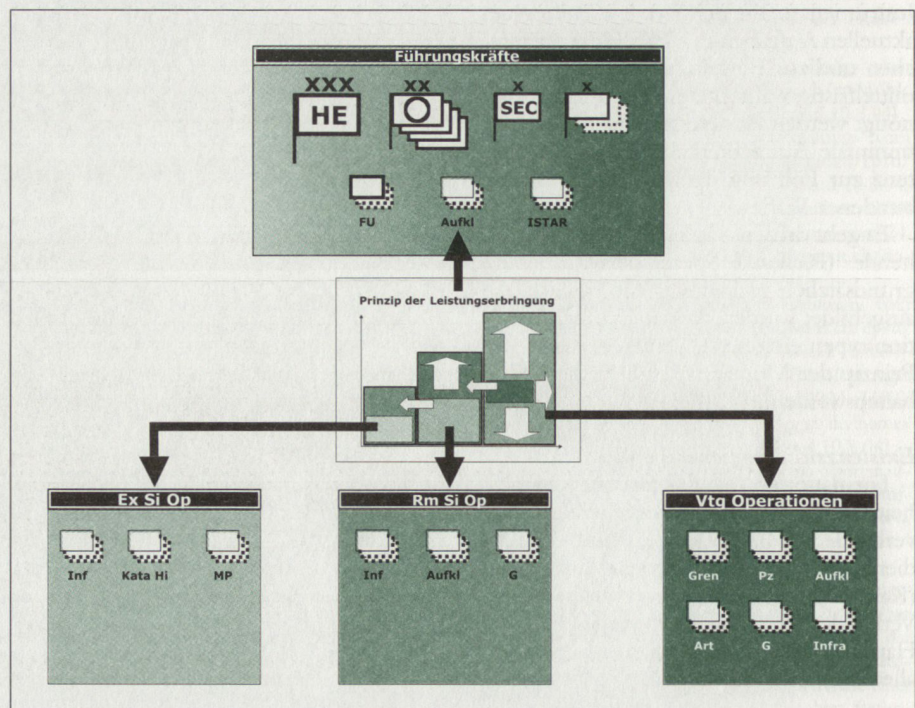 Führungskräfte
XXX XX X X
HE SEC
FU Aufkl ISTAR
Prinzip der Leistungserbringung
Ex Si Op
Inf Kata Hi MP
Rm Si Op
Inf Aufkl G
Vtg Operationen
Gren Pz Aufkl
Art G Infra